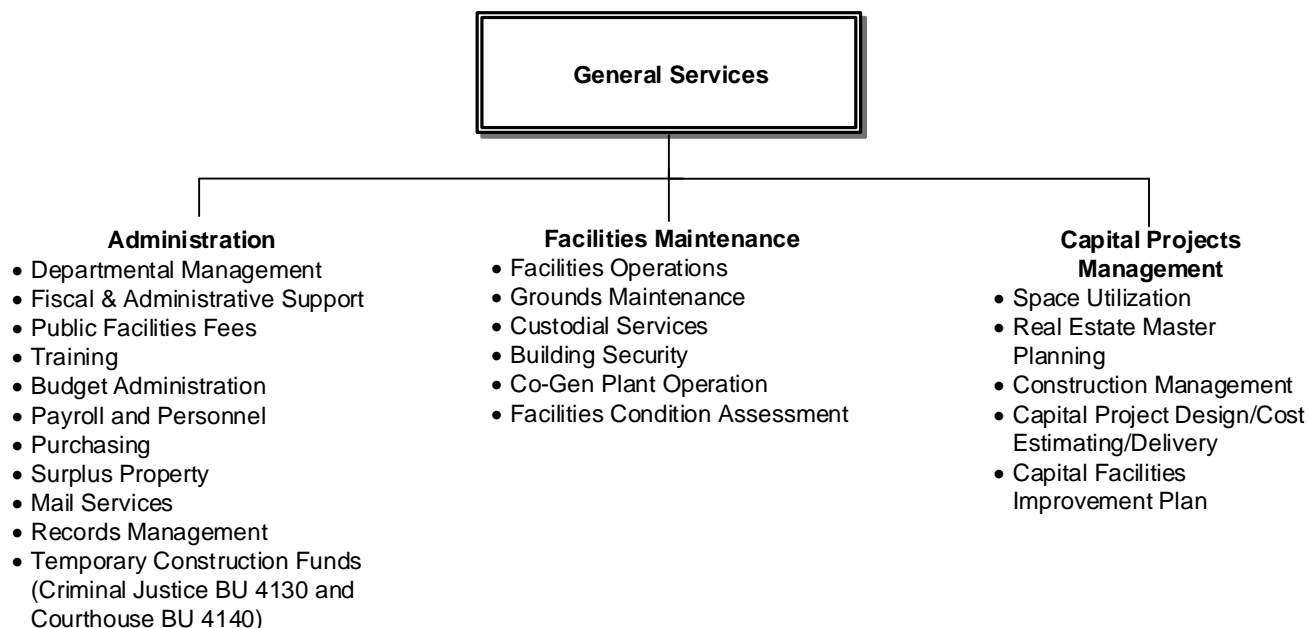 General Services
Administration
• Departmental Management
• Fiscal & Administrative Support
• Public Facilities Fees
• Training
• Budget Administration
• Payroll and Personnel
• Purchasing
• Surplus Property
• Mail Services
• Records Management
• Temporary Construction Funds
(Criminal Justice BU 4130 and
Courthouse BU 4140)
Facilities Maintenance
• Facilities Operations
• Grounds Maintenance
• Custodial Services
• Building Security
• Co-Gen Plant Operation
• Facilities Condition Assessment
Capital Projects
Management
• Space Utilization
• Real Estate Master
Planning
• Construction Management
• Capital Project Design/Cost
Estimating/Delivery
• Capital Facilities
Improvement Plan